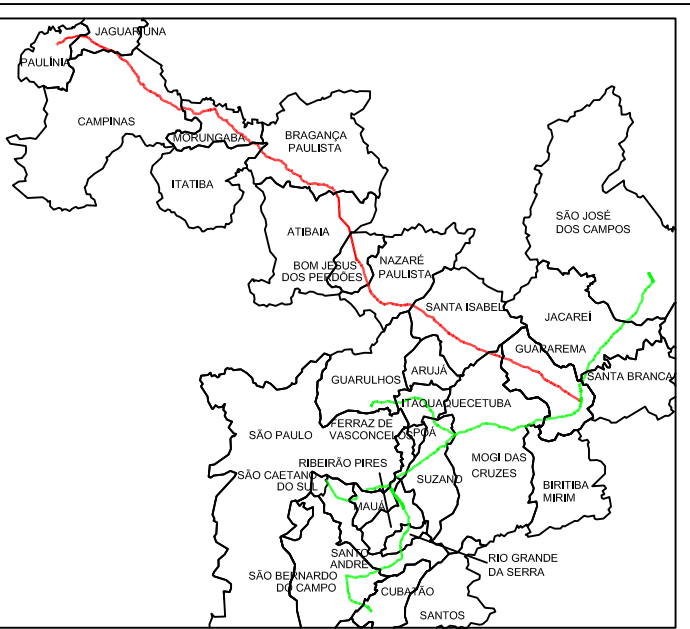 JAGUARIÚNA
PAULÍNIA
CAMPINAS
MORUNGABA
BRAGANÇA
PAULISTA
ITATIBA
SÃO JOSÉ
DOS CAMPOS
ATIBAIA
BOM JESUS
DOS PERDÕES
NAZARÉ
PAULISTA
SANTA ISABEL
JACAREÍ
GUAPAREMA
ARUJÁ
GUARULHOS
SANTA BRANCA
ITAQUAQUECETUBA
FERRAZ DE
VASCONCELOS
POÁ
SÃO PAULO
MOGI DAS
CRUZES
RIBEIRÃO PIRES
SÃO CAETANO
DO SUL
SUZANO
BIRITIBA
MIRIM
MAUÁ
SANTO
ANDRÉ
RIO GRANDE
DA SERRA
SÃO BERNARDO
DO CAMPO
CUBATÃO
SANTOS